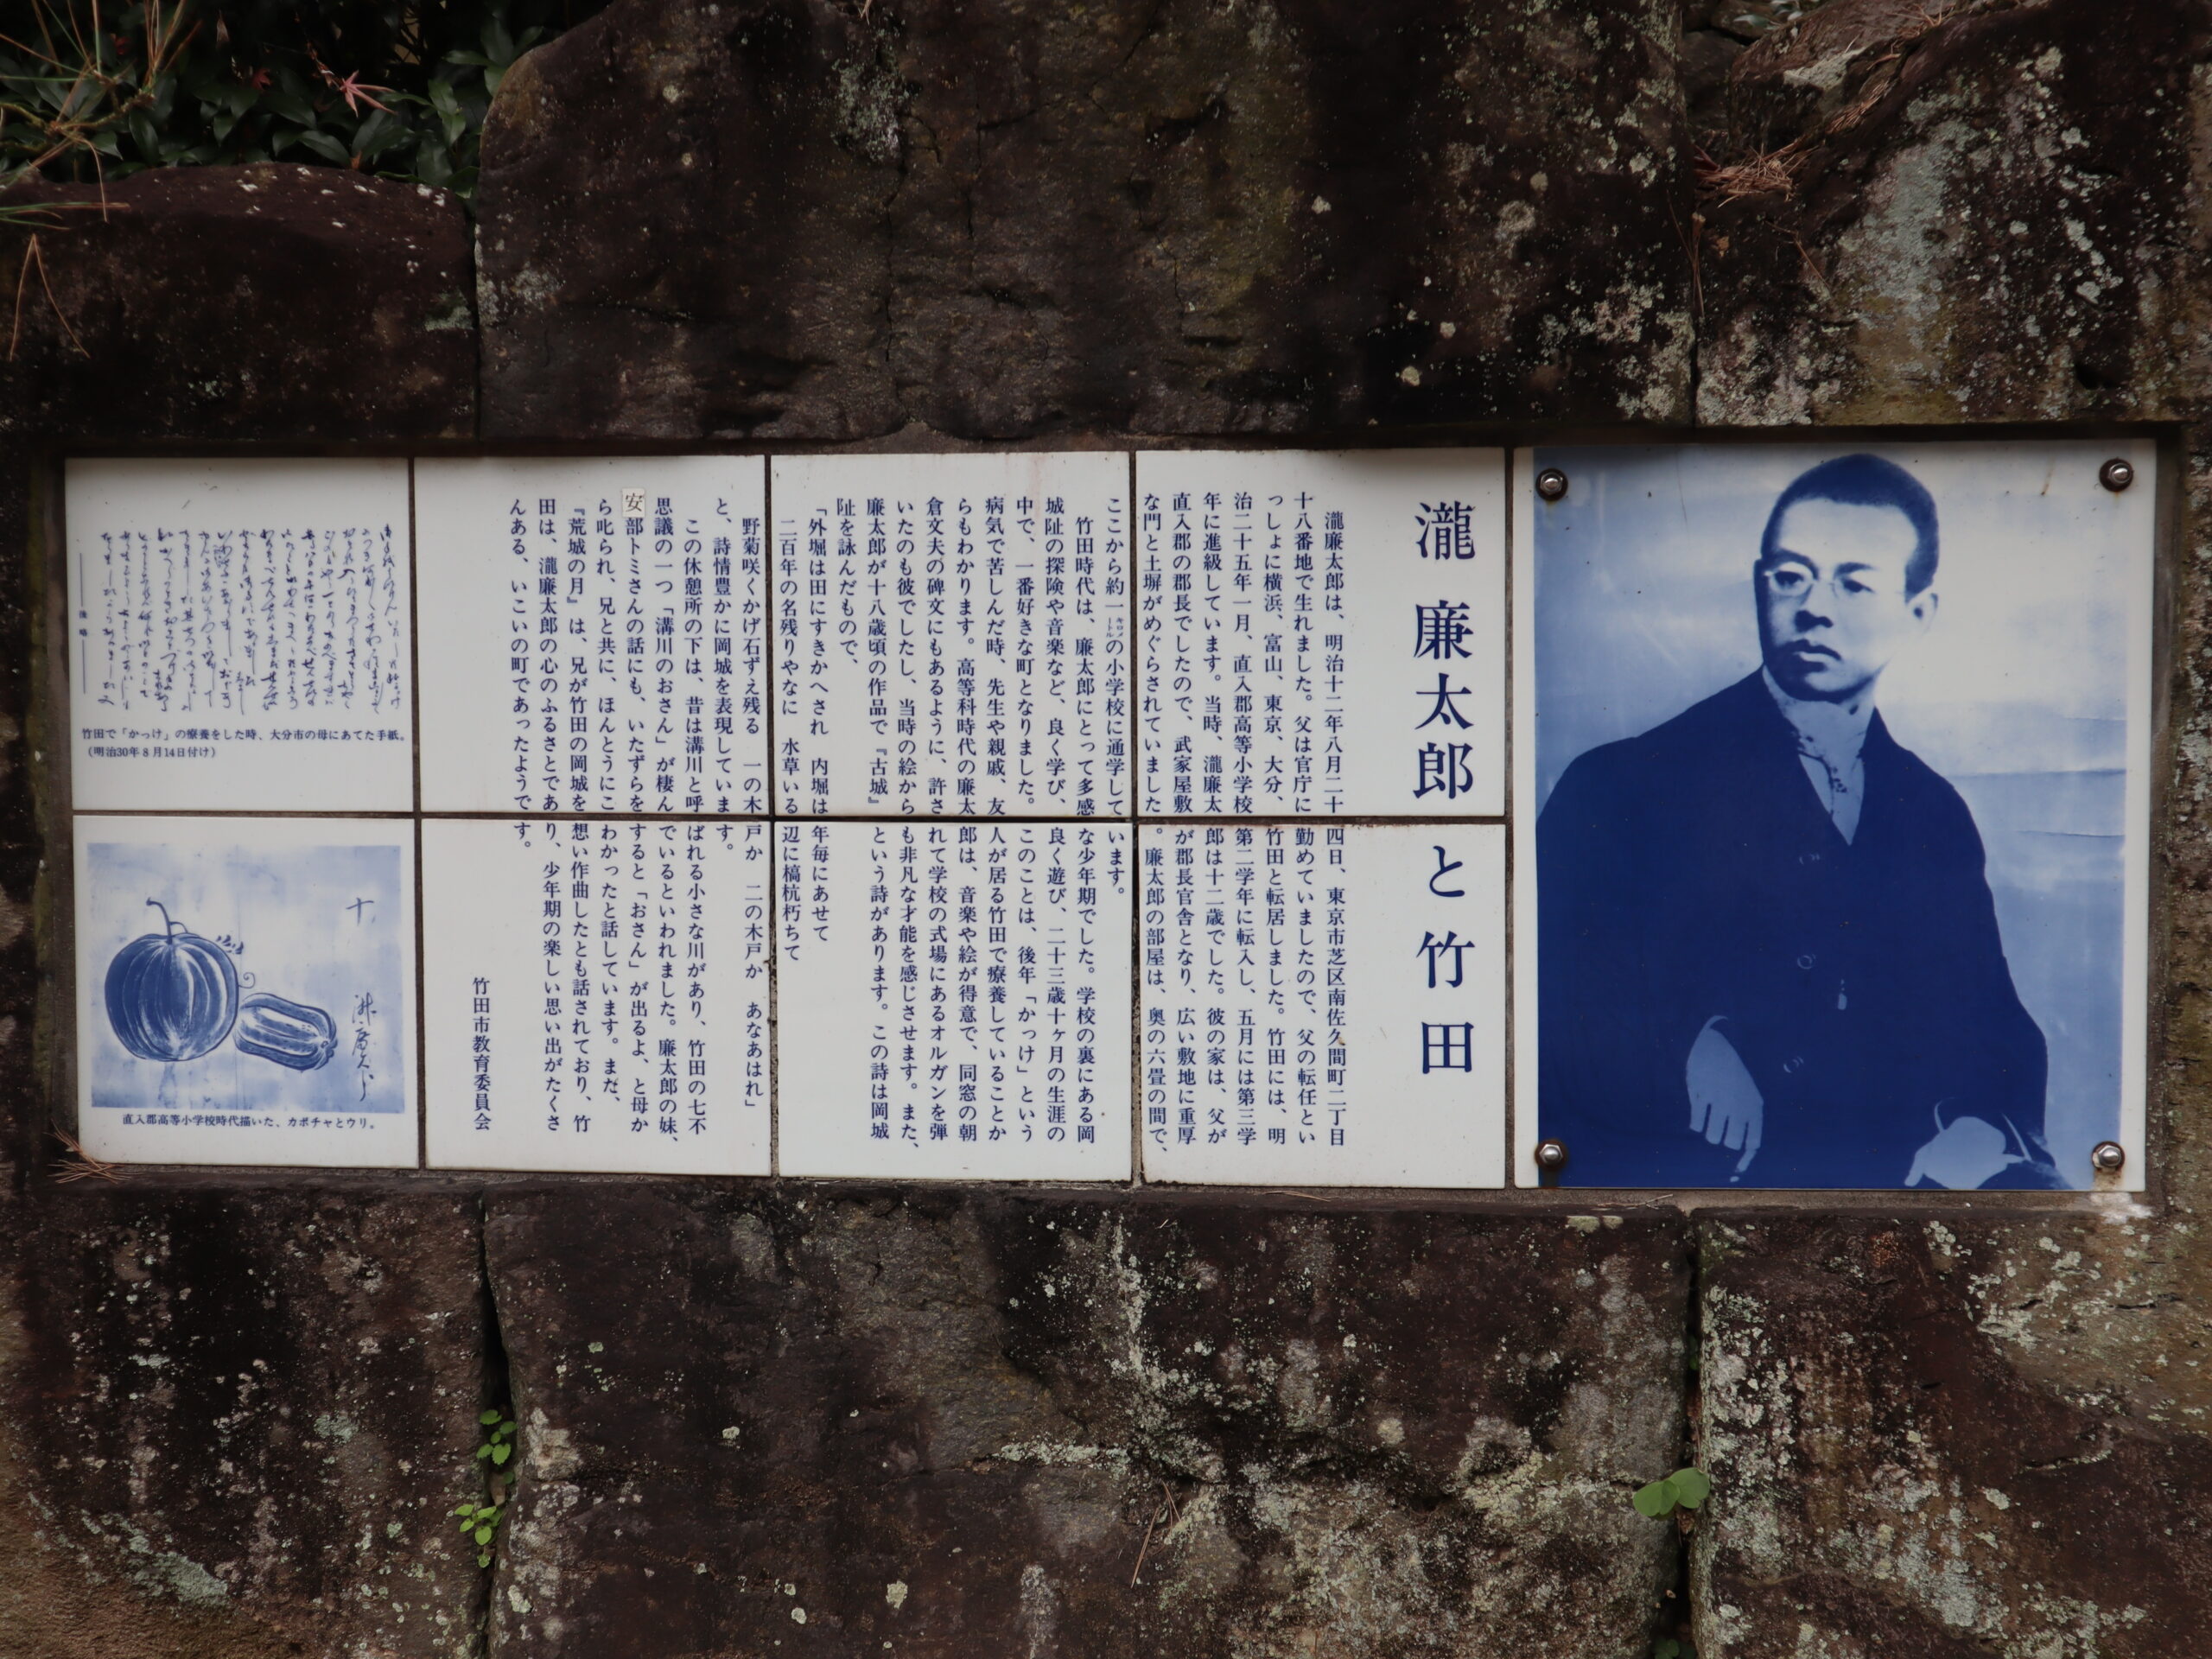 瀧 廉太郎と竹田
瀧廉太郎は、明治十二年八月二十四日、東京市芝区南佐久間町二丁目
十八番地で生れました。父は官庁に勤めていましたので、父の転任とい
っしょに横浜、富山、東京、大分、竹田と転居しました。竹田には、明
治二十五年一月、直入郡高等小学校第二学年に転入し、五月には第三学
年に進級しています。当時、瀧廉太郎は十二歳でした。彼の家は、父が
直入郡の郡長でしたので、武家屋敷が郡長官舎となり、広い敷地に重厚
な門と土塀がめぐらされていました。廉太郎の部屋は、奥の六畳の間で、
ここから約一キロメートルの小学校に通学しています。
竹田時代は、廉太郎にとって多感な少年期でした。学校の裏にある岡
城阯の探険や音楽など、良く学び、良く遊び、二十三歳十ヶ月の生涯の
中で、一番好きな町となりました。このことは、後年「かっけ」という
病気で苦しんだ時、先生や親戚、友人が居る竹田で療養していることか
らもわかります。高等科時代の廉太郎は、音楽や絵が得意で、同窓の朝
倉文夫の碑文にもあるように、許されて学校の式場にあるオルガンを弾
いたのも彼でしたし、当時の絵からも非凡な才能を感じさせます。また、
廉太郎が十八歳頃の作品で『古城』という詩があります。この詩は岡城
阯を詠んだもので、
「外堀は田にすきかへされ 内堀は年毎にあせて
二百年の名残りやなに 水草いる辺に槁杭朽ちて
野菊咲くかげ石ずえ残る 一の木戸か 二の木戸か あなあはれ」
と、詩情豊かに岡城を表現しています。
この休憩所の下は、昔は溝川と呼ばれる小さな川があり、竹田の七不
思議の一つ「溝川のおさん」が棲んでいるといわれました。廉太郎の妹、
安部トミさんの話にも、いたずらをすると「おさん」が出るよ、と母か
ら叱られ、兄と共に、ほんとうにこわかったと話しています。まだ、
『荒城の月』は、兄が竹田の岡城を想い作曲したとも話されており、竹
田は、瀧廉太郎の心のふるさとであり、少年期の楽しい思い出がたくさ
んある、いこいの町であったようです。
竹田市教育委員会
竹田で「かっけ」の療養をした時、大分市の母にあてた手紙。
(明治30年8月14日付け)
直入郡高等小学校時代描いた、カボチャとウリ。